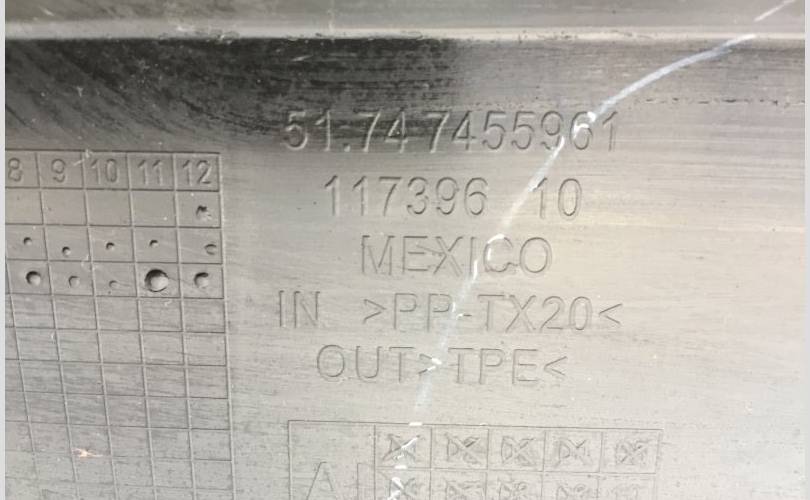 51.74 7455961
8 9 10 11 12
117396 10
MEXICO
IN >PP-TX20<
OUT>TPE<
A